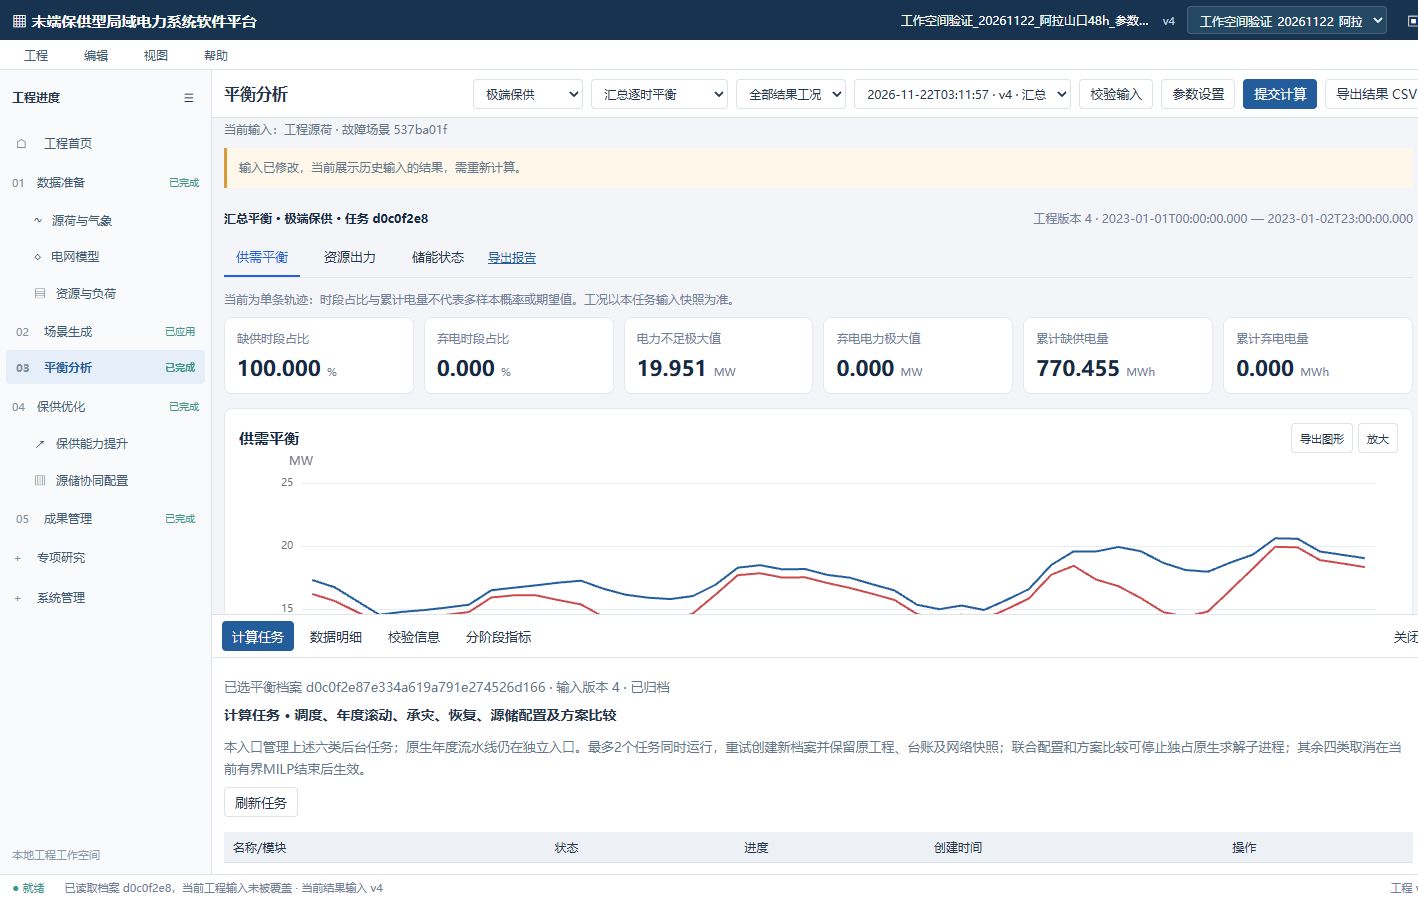 末端保供型局域电力系统软件平台
工作空间验证_20261122_阿拉山口48h_参数... v4 工作空间验证 20261122 阿拉
工程 编辑 视图 帮助
工程进度
工程首页
01 数据准备 已完成
源荷与气象
电网模型
资源与负荷
02 场景生成 已应用
03 平衡分析 已完成
04 保供优化 已完成
保供能力提升
源储协同配置
05 成果管理 已完成
+ 专项研究
+ 系统管理
本地工程工作空间
平衡分析 极端保供 汇总逐时平衡 全部结果工况 2026-11-22T03:11:57 · v4 · 汇总 校验输入 参数设置 提交计算 导出结果 CSV
当前输入：工程源荷 · 故障场景 537ba01f
输入已修改，当前展示历史输入的结果，需重新计算。
汇总平衡 • 极端保供 • 任务 d0c0f2e8 工程版本 4 · 2023-01-01T00:00:00.000 — 2023-01-02T23:00:00.000
供需平衡 资源出力 储能状态 导出报告
当前为单条轨迹：时段占比与累计电量不代表多样本概率或期望值。工况以本任务输入快照为准。
缺供时段占比 弃电时段占比 电力不足极大值 弃电电力极大值 累计缺供电量 累计弃电电量
100.000 % 0.000 % 19.951 MW 0.000 MW 770.455 MWh 0.000 MWh
供需平衡 导出图形 放大
MW
25
20
15
计算任务 数据明细 校验信息 分阶段指标 关闭
已选平衡档案 d0c0f2e87e334a619a791e274526d166 · 输入版本 4 · 已归档
计算任务 • 调度、年度滚动、承灾、恢复、源储配置及方案比较
本入口管理上述六类后台任务；原生年度流水线仍在独立入口。最多2个任务同时运行，重试创建新档案并保留原工程、台账及网络快照；联合配置和方案比较可停止独占原生求解子进程；其余四类取消在当
前有界MILP结束后生效。
刷新任务
名称/模块 状态 进度 创建时间 操作
就绪 已读取档案 d0c0f2e8，当前工程输入未被覆盖 · 当前结果输入 v4 工程 v